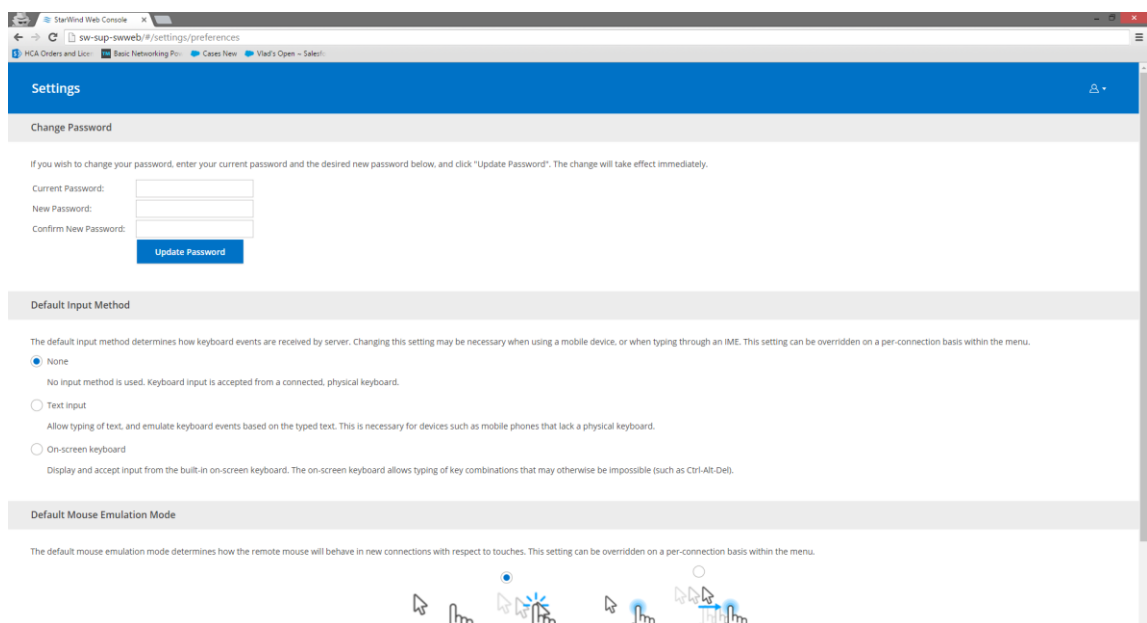 StarWind Web Console
sw-sup-swweb/#/settings/preferences
HCA Orders and Lice
Basic Networking Po
Cases New
Vlad's Open ~ Salesf
Settings
Change Password
If you wish to change your password, enter your current password and the desired new password below, and click "Update Password". The change will take effect immediately.
Current Password:
New Password:
Confirm New Password:
Update Password
Default Input Method
The default input method determines how keyboard events are received by server. Changing this setting may be necessary when using a mobile device, or when typing through an IME. This setting can be overridden on a per-connection basis within the menu.
None
No input method is used. Keyboard input is accepted from a connected, physical keyboard.
Text input
Allow typing of text, and emulate keyboard events based on the typed text. This is necessary for devices such as mobile phones that lack a physical keyboard.
On-screen keyboard
Display and accept input from the built-in on-screen keyboard. The on-screen keyboard allows typing of key combinations that may otherwise be impossible (such as Ctrl-Alt-Del).
Default Mouse Emulation Mode
The default mouse emulation mode determines how the remote mouse will behave in new connections with respect to touches. This setting can be overridden on a per-connection basis within the menu.